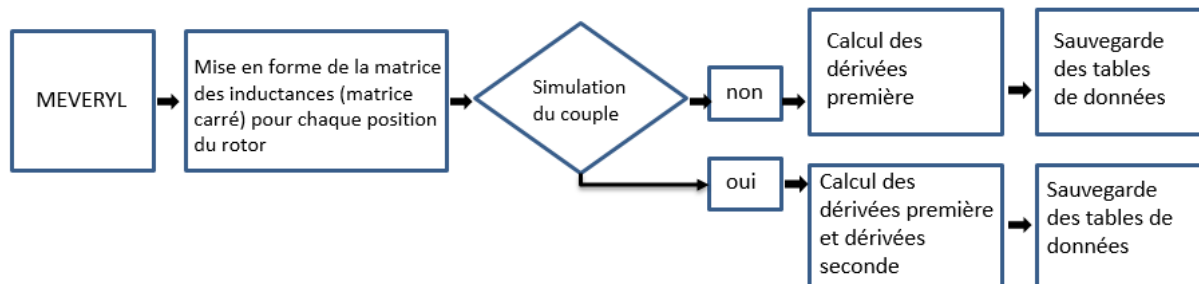 MEVERYL
Mise en forme de la matrice
des inductances (matrice
carré) pour chaque position
du rotor
Simulation
du couple
non
Calcul des
dérivées
première
Sauvegarde
des tables
de données
oui
Calcul des
dérivées première
et dérivées
seconde
Sauvegarde
des tables de
données